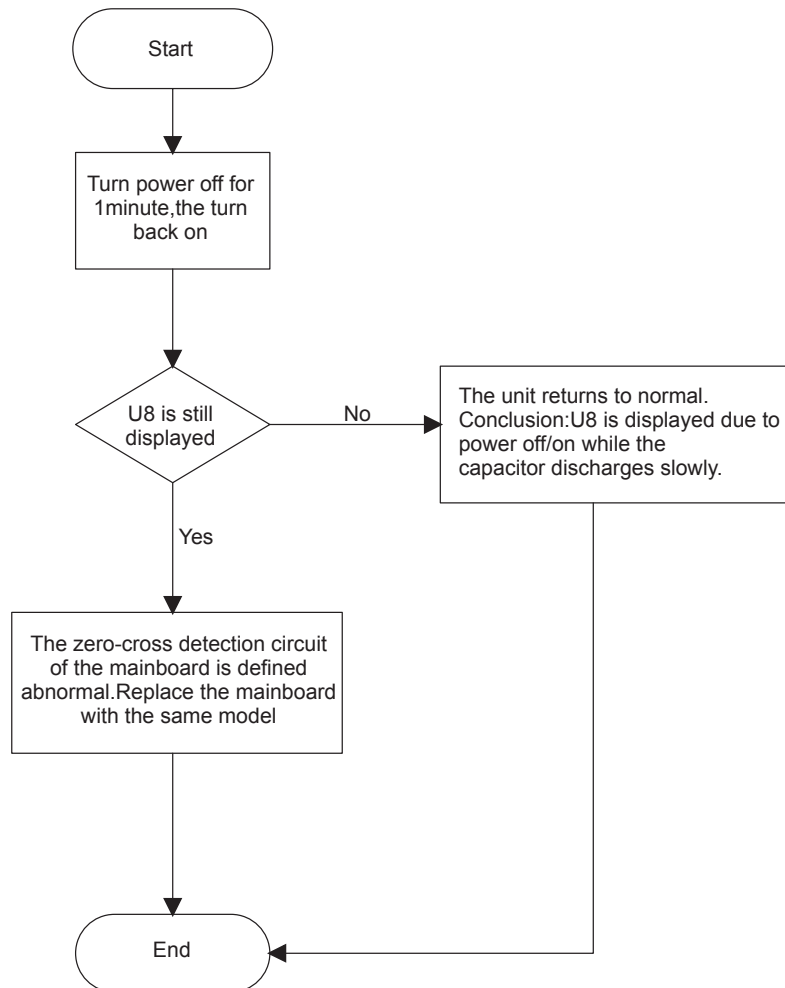 Start
Turn power off for
1minute,the turn
back on
U8 is still
displayed
No
The unit returns to normal.
Conclusion:U8 is displayed due to
power off/on while the
capacitor discharges slowly.
Yes
The zero-cross detection circuit
of the mainboard is defined
abnormal.Replace the mainboard
with the same model
End